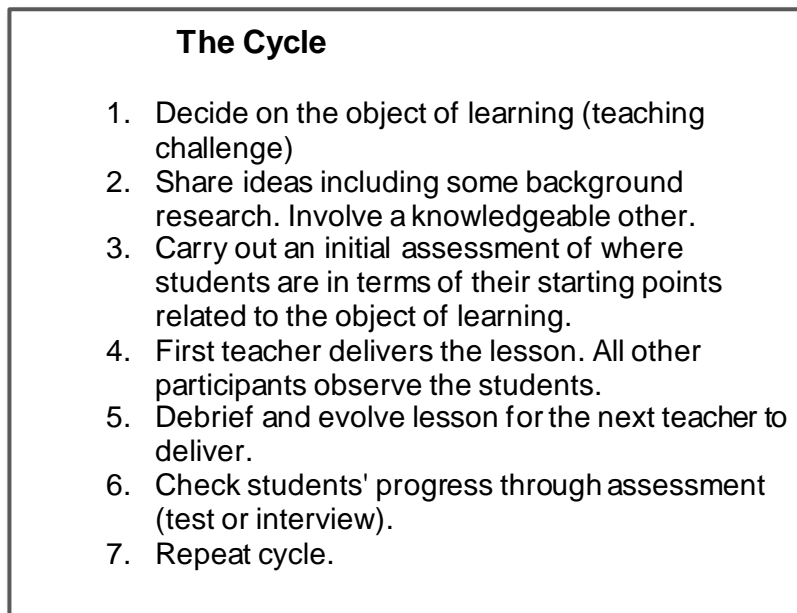 The Cycle
1. Decide on the object of learning (teaching
challenge)
2. Share ideas including some background
research. Involve a knowledgeable other.
3. Carry out an initial assessment of where
students are in terms of their starting points
related to the object of learning.
4. First teacher delivers the lesson. All other
participants observe the students.
5. Debrief and evolve lesson for the next teacher to
deliver.
6. Check students' progress through assessment
(test or interview).
7. Repeat cycle.